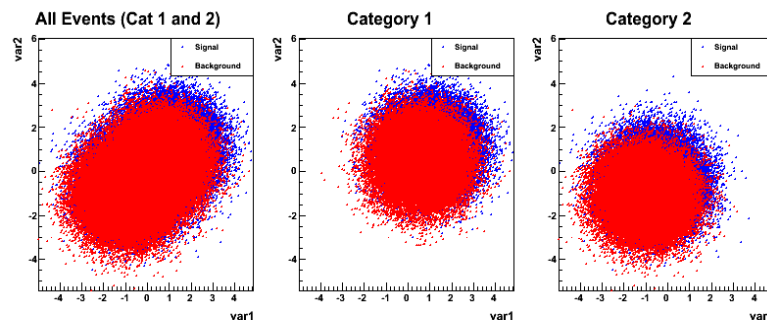 All Events (Cat 1 and 2)
var2
6
4
2
0
-2
-4
Signal
Background
-4 -3 -2 -1 0 1 2 3 4
var1
Category 1
var2
6
4
2
0
-2
-4
Signal
Background
-4 -3 -2 -1 0 1 2 3 4
var1
Category 2
var2
6
4
2
0
-2
-4
Signal
Background
-4 -3 -2 -1 0 1 2 3 4
var1